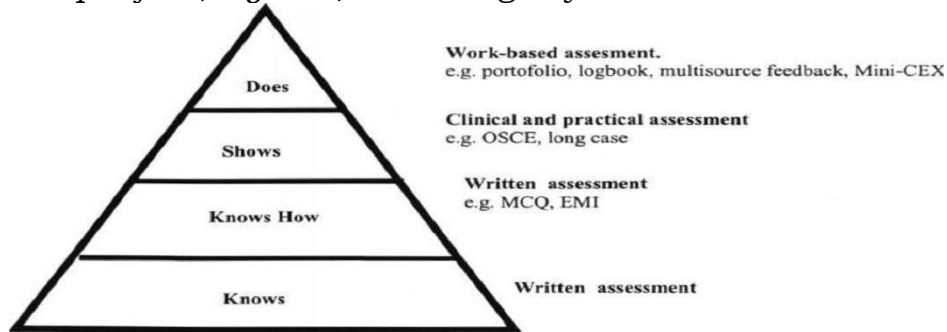 Does
Work-based assesment.
e.g. portofolio, logbook, multisource feedback, Mini-CEX
Shows
Clinical and practical assessment
e.g. OSCE, long case
Knows How
Written assessment
e.g. MCQ, EMI
Knows
Written assessment